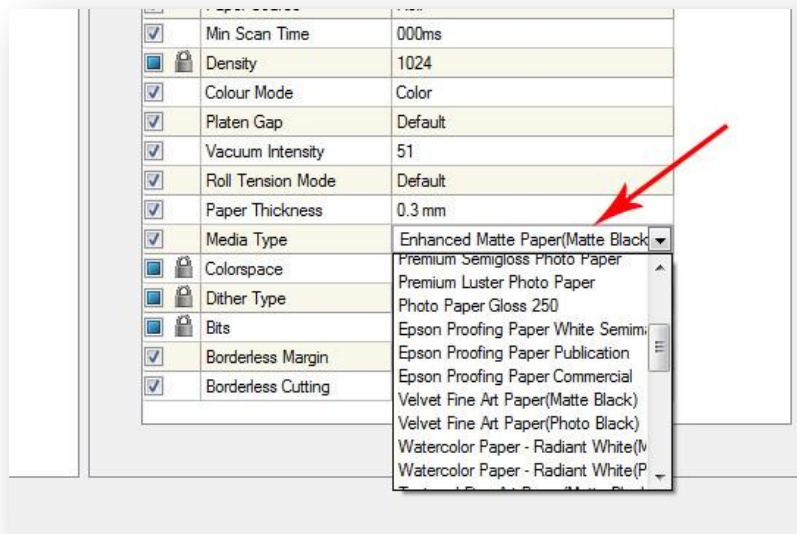 Min Scan Time 000ms
Density 1024
Colour Mode Color
Platen Gap Default
Vacuum Intensity 51
Roll Tension Mode Default
Paper Thickness 0.3 mm
Media Type Enhanced Matte Paper(Matte Black
Colorspace
Dither Type
Bits
Borderless Margin
Borderless Cutting
Premium Semigloss Photo Paper
Premium Luster Photo Paper
Photo Paper Gloss 250
Epson Proofing Paper White Semima
Epson Proofing Paper Publication
Epson Proofing Paper Commercial
Velvet Fine Art Paper(Matte Black)
Velvet Fine Art Paper(Photo Black)
Watercolor Paper - Radiant White(M
Watercolor Paper - Radiant White(P